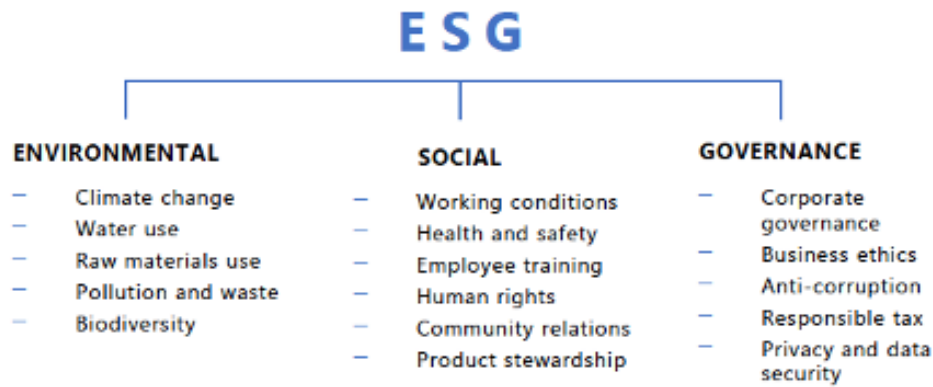 E S G
ENVIRONMENTAL
– Climate change
– Water use
– Raw materials use
– Pollution and waste
– Biodiversity
SOCIAL
– Working conditions
– Health and safety
– Employee training
– Human rights
– Community relations
– Product stewardship
GOVERNANCE
– Corporate
governance
– Business ethics
– Anti-corruption
– Responsible tax
– Privacy and data
security